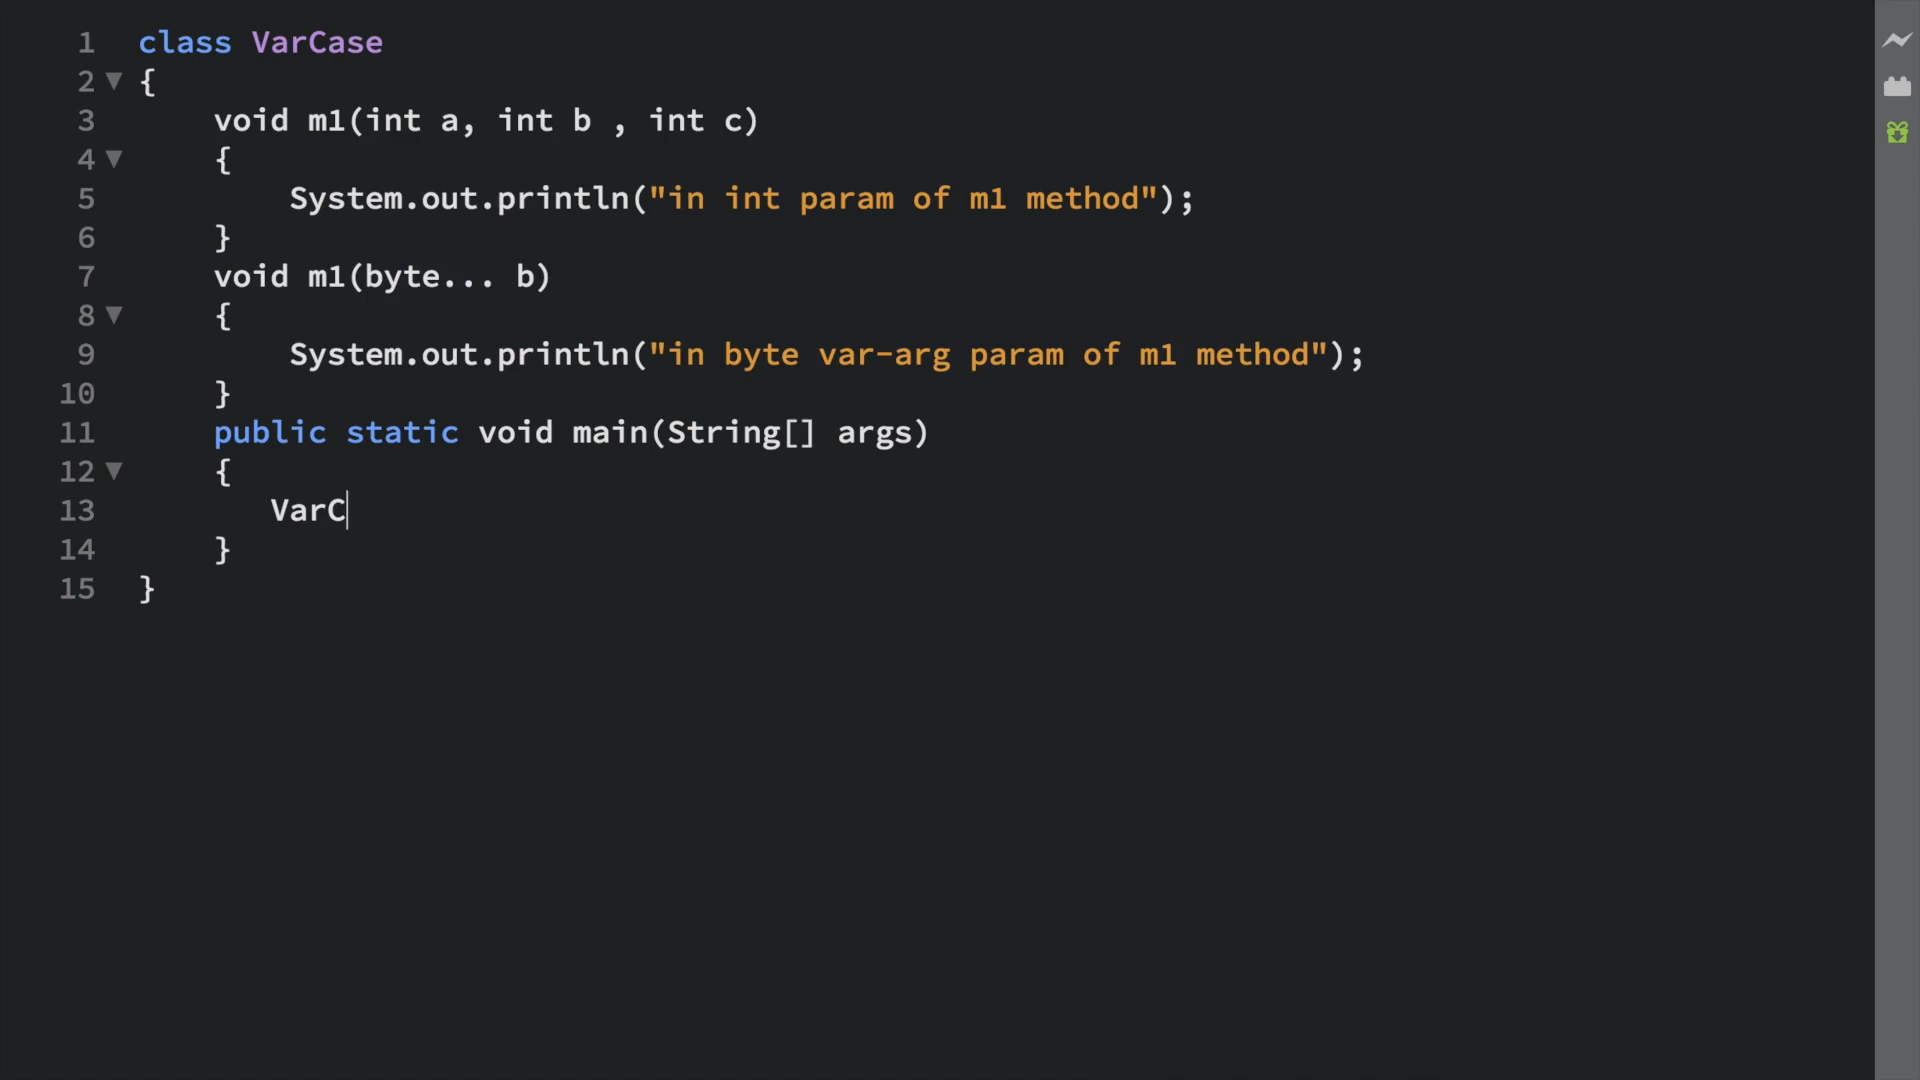 1 class VarCase
2 {
3 void m1(int a, int b , int c)
4 {
5 System.out.println("in int param of m1 method");
6 }
7 void m1(byte... b)
8 {
9 System.out.println("in byte var-arg param of m1 method");
10 }
11 public static void main(String[] args)
12 {
13 VarC
14 }
15 }